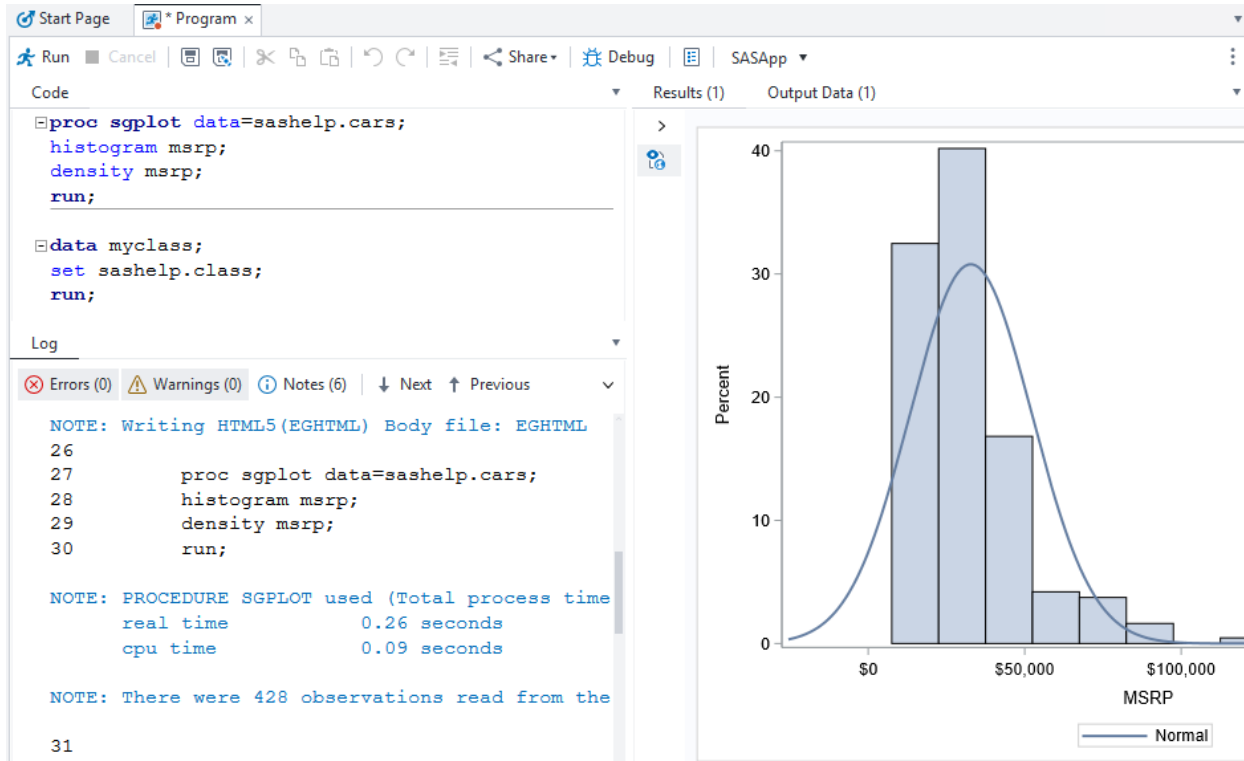 Start Page * Program ×
Run Cancel Share Debug SASApp
Code
proc sgplot data=sashelp.cars;
histogram msrp;
density msrp;
run;
data myclass;
set sashelp.class;
run;
Log
Errors (0) Warnings (0) Notes (6) Next Previous
NOTE: Writing HTML5(EGHTML) Body file: EGHTML
26
27 proc sgplot data=sashelp.cars;
28 histogram msrp;
29 density msrp;
30 run;
NOTE: PROCEDURE SGPLOT used (Total process time
real time 0.26 seconds
cpu time 0.09 seconds
NOTE: There were 428 observations read from the
31
Results (1) Output Data (1)
40
30
20
10
0
Percent
$0 $50,000 $100,000
MSRP
Normal